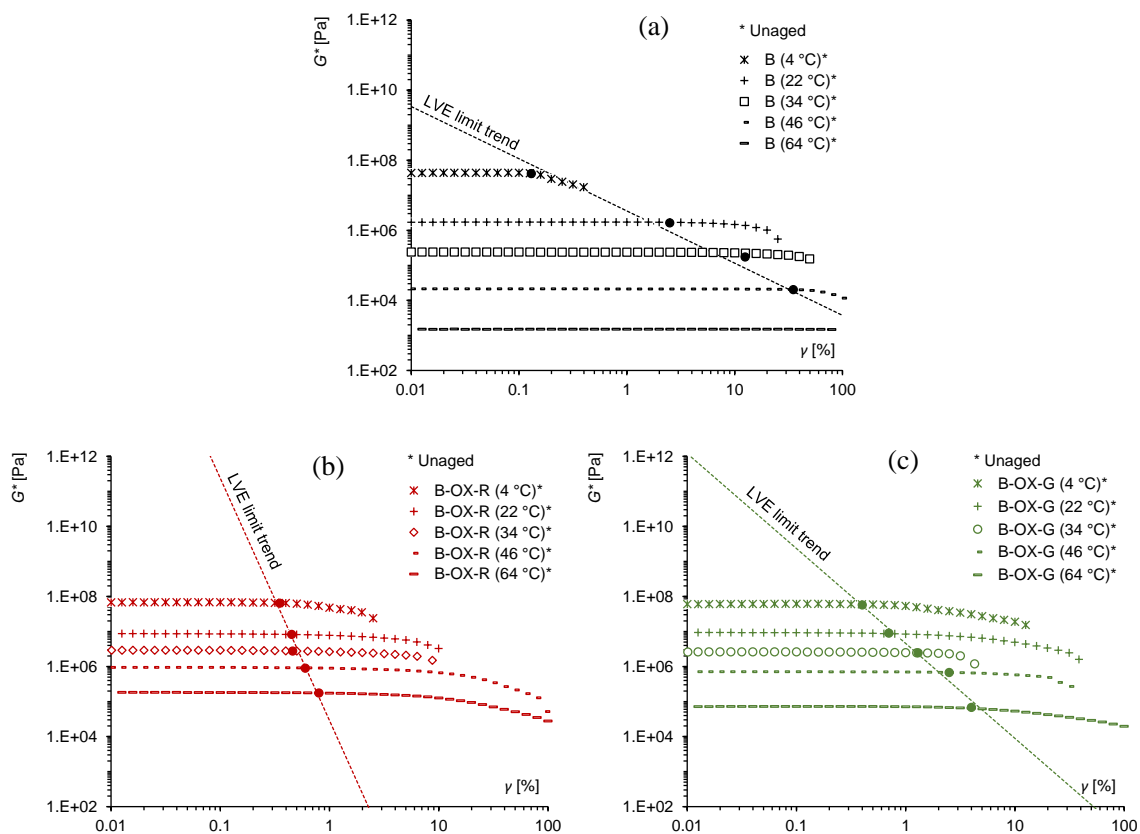 (a)
G* [Pa]
1.E+12
1.E+10
1.E+08
1.E+06
1.E+04
1.E+02
0.01
0.1
1
10
100
γ [%]
LVE limit trend
* Unaged
B (4 °C)*
B (22 °C)*
B (34 °C)*
B (46 °C)*
B (64 °C)*
(b)
G* [Pa]
1.E+12
1.E+10
1.E+08
1.E+06
1.E+04
1.E+02
0.01
0.1
1
10
100
γ [%]
LVE limit trend
* Unaged
B-OX-R (4 °C)*
B-OX-R (22 °C)*
B-OX-R (34 °C)*
B-OX-R (46 °C)*
B-OX-R (64 °C)*
(c)
G* [Pa]
1.E+12
1.E+10
1.E+08
1.E+06
1.E+04
1.E+02
0.01
0.1
1
10
100
γ [%]
LVE limit trend
* Unaged
B-OX-G (4 °C)*
B-OX-G (22 °C)*
B-OX-G (34 °C)*
B-OX-G (46 °C)*
B-OX-G (64 °C)*